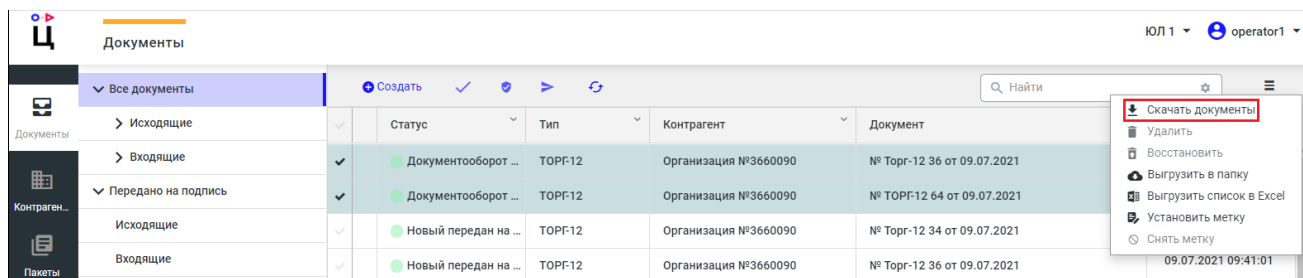 Ц
Документы
ЮЛ 1
operator1
Документы
Контраген...
Пакеты
Все документы
Исходящие
Входящие
Передано на подпись
Исходящие
Входящие
Создать
Найти
Статус Тип Контрагент Документ
Документооборот ... ТОРГ-12 Организация №3660090 № Торг-12 36 от 09.07.2021
Документооборот ... ТОРГ-12 Организация №3660090 № ТОРГ-12 64 от 09.07.2021
Новый передан на ... ТОРГ-12 Организация №3660090 № Торг-12 34 от 09.07.2021
Новый передан на ... ТОРГ-12 Организация №3660090 № Торг-12 36 от 09.07.2021 09.07.2021 09:41:01
Скачать документы
Удалить
Восстановить
Выгрузить в папку
Выгрузить список в Excel
Установить метку
Снять метку